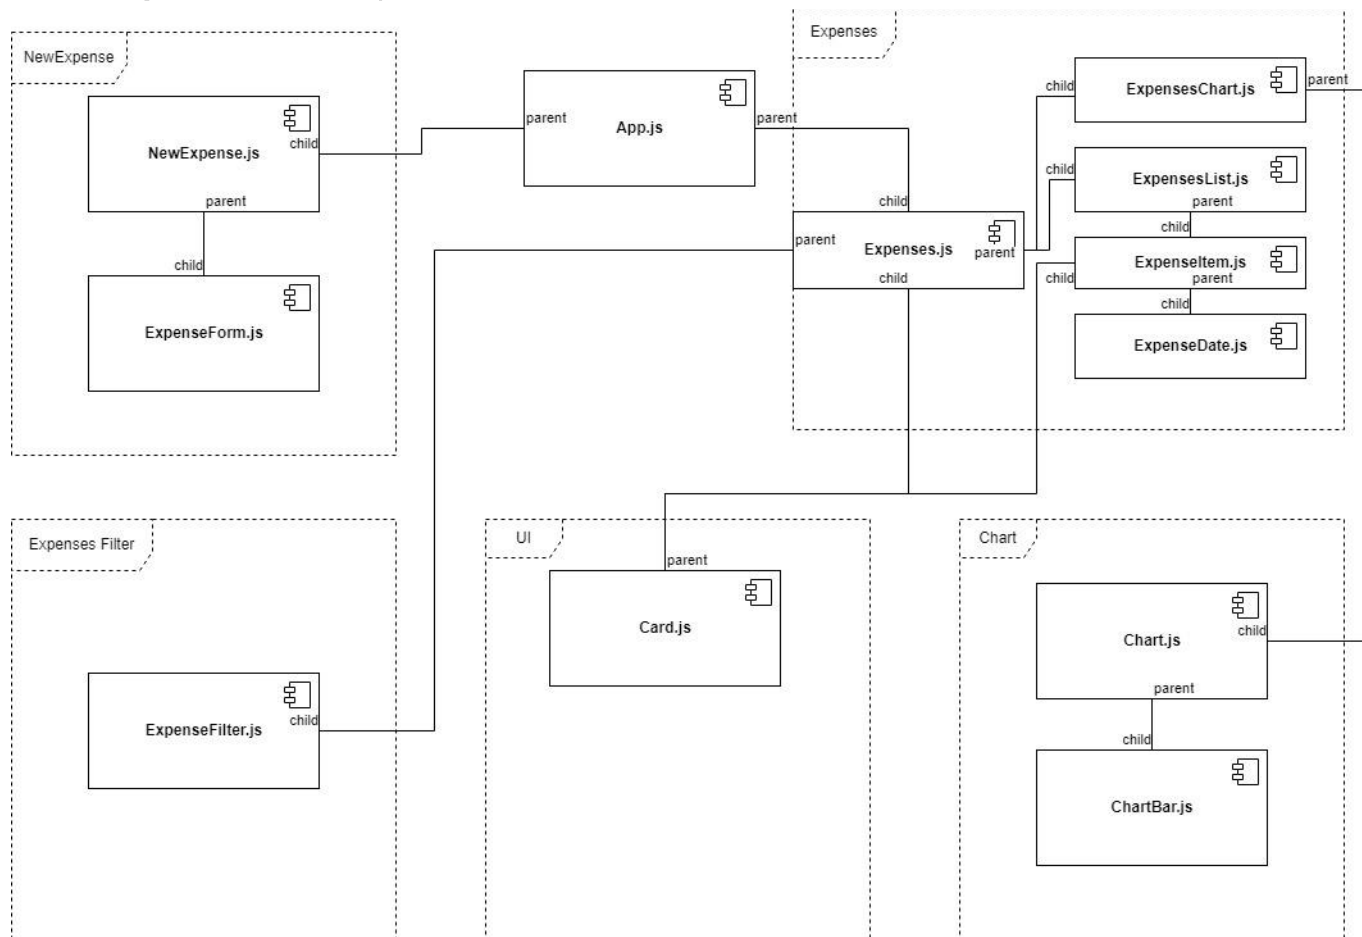 NewExpense
NewExpense.js
child
parent
child
ExpenseForm.js
parent
App.js
parent
Expenses
child
ExpensesChart.js
parent
child
ExpensesList.js
parent
child
parent
Expenses.js
parent
child
child
child
ExpenseItem.js
parent
child
ExpenseDate.js
Expenses Filter
ExpenseFilter.js
child
UI
parent
Card.js
Chart
Chart.js
child
parent
child
ChartBar.js